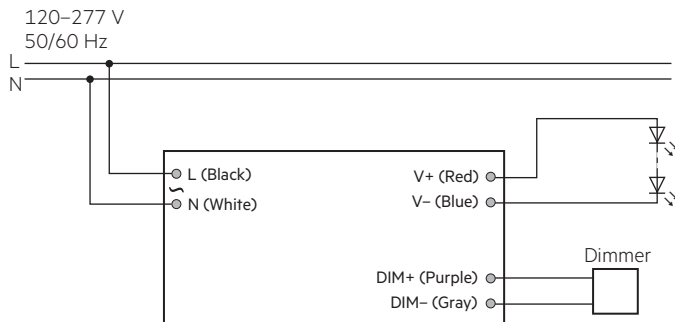 120–277 V
50/60 Hz
L
N
L (Black)
~
N (White)
V+ (Red)
V– (Blue)
Dimmer
DIM+ (Purple)
DIM– (Gray)